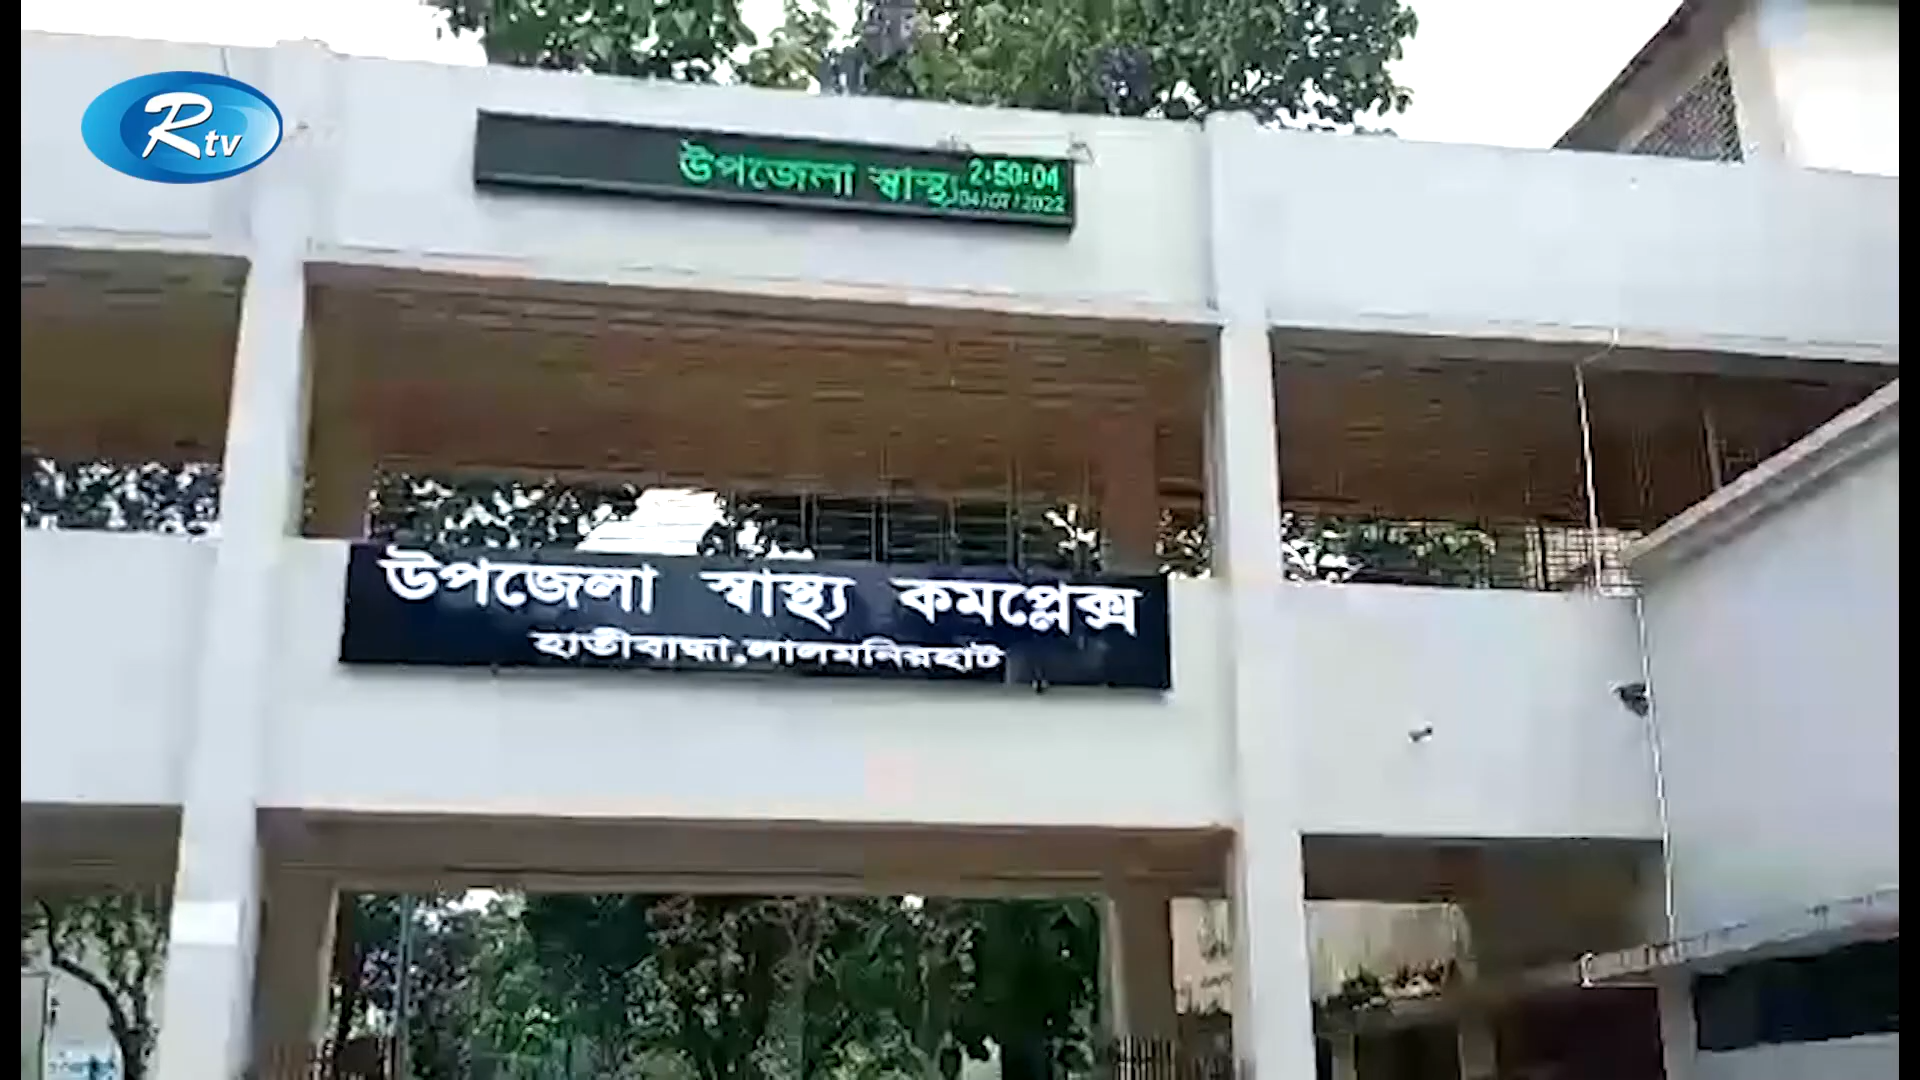 Rtv
উপজেলা স্বাস্থ্য 2:50:04
04/07/2022
উপজেলা স্বাস্থ্য কমপ্লেক্স
হাতীবান্ধা,লালমনিরহাট